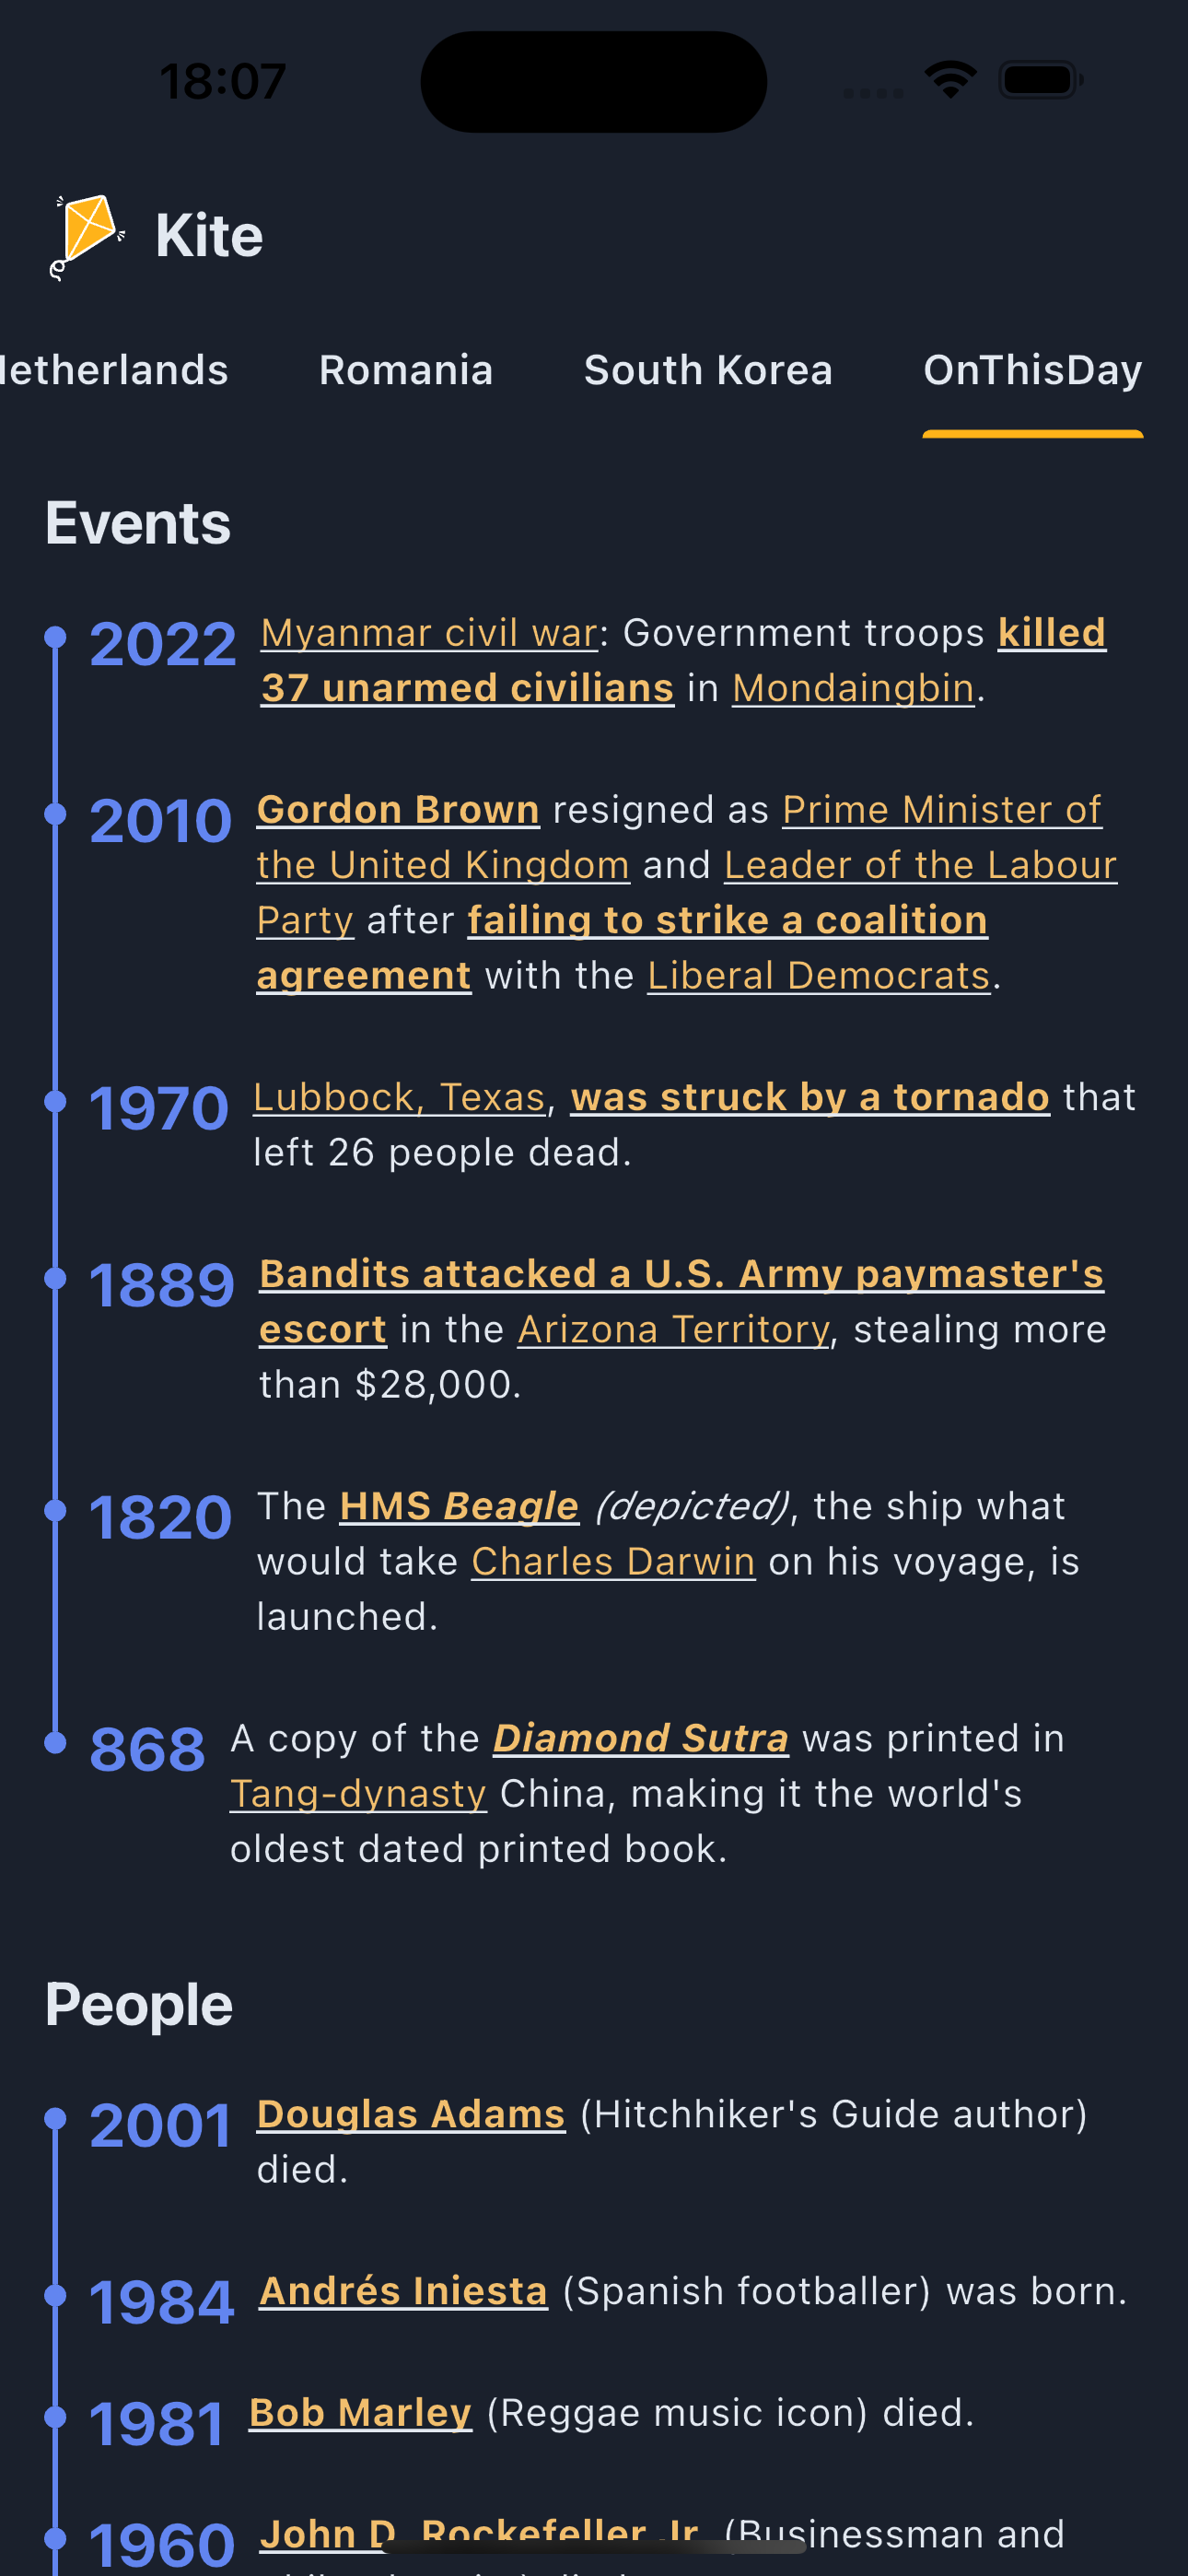 18:07
Kite
etherlands Romania South Korea OnThisDay
Events
2022 Myanmar civil war: Government troops killed
37 unarmed civilians in Mondaingbin.
2010 Gordon Brown resigned as Prime Minister of
the United Kingdom and Leader of the Labour
Party after failing to strike a coalition
agreement with the Liberal Democrats.
1970 Lubbock, Texas, was struck by a tornado that
left 26 people dead.
1889 Bandits attacked a U.S. Army paymaster's
escort in the Arizona Territory, stealing more
than $28,000.
1820 The HMS Beagle (depicted), the ship what
would take Charles Darwin on his voyage, is
launched.
868 A copy of the Diamond Sutra was printed in
Tang-dynasty China, making it the world's
oldest dated printed book.
People
2001 Douglas Adams (Hitchhiker's Guide author)
died.
1984 Andrés Iniesta (Spanish footballer) was born.
1981 Bob Marley (Reggae music icon) died.
1960 John D. Rockefeller Jr. (Businessman and